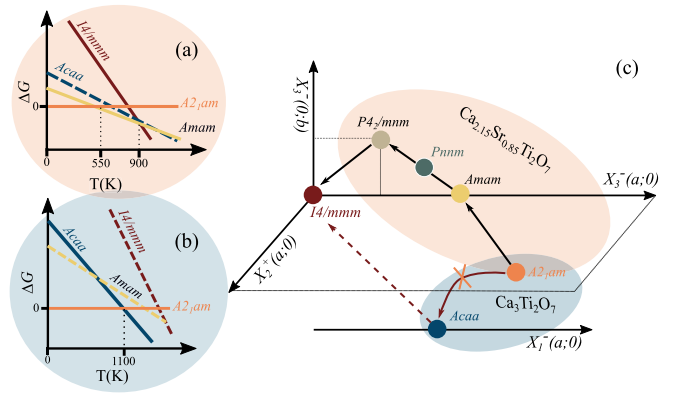 (a)
I4/mmm
Acaa
ΔG
0
A2₁am
Amam
0
550
900
T(K)
(b)
I4/mmm
Acaa
ΔG
Amam
0
A2₁am
0
1100
T(K)
(c)
X₃⁻(0;b)
Ca₂.₁₅Sr₀.₈₅Ti₂O₇
P4₂/mnm
Pnnm
Amam
X₃⁻(a;0)
I4/mmm
X₂⁺(a;0)
A2₁am
Ca₃Ti₂O₇
Acaa
X₁⁻(a;0)